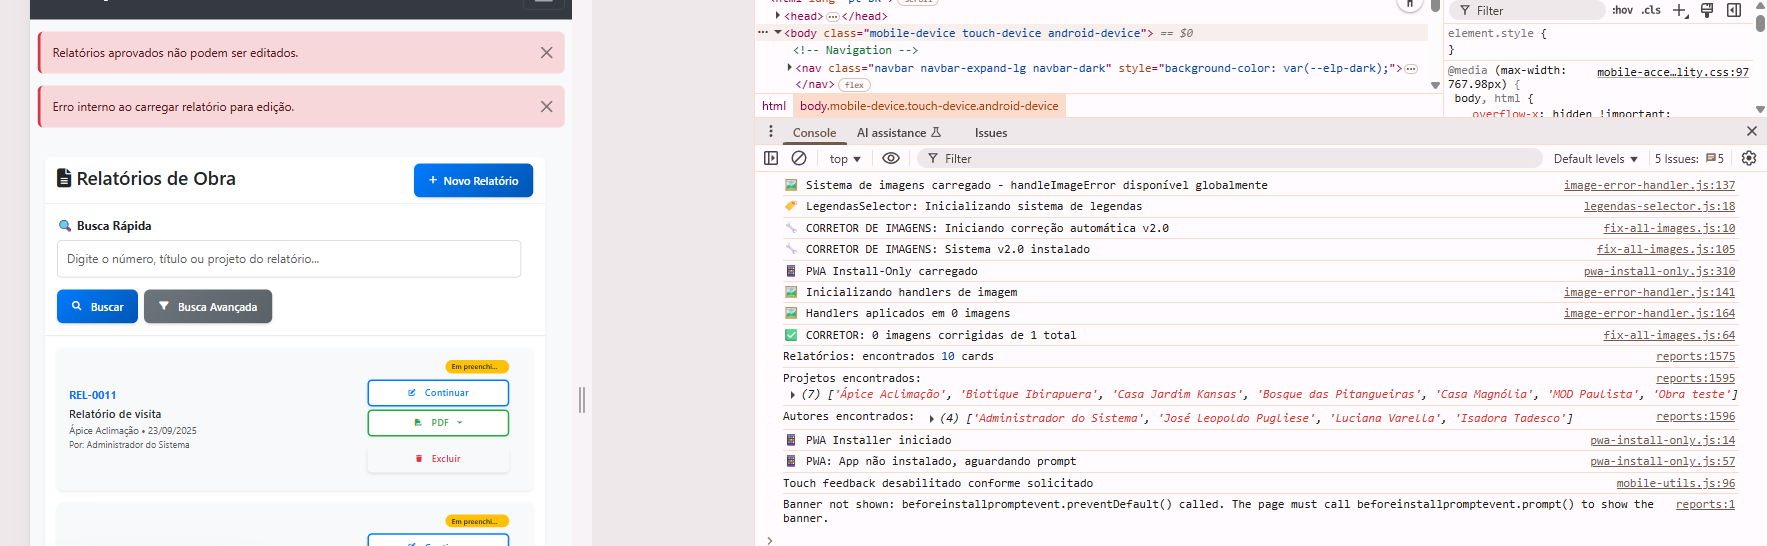 Relatórios aprovados não podem ser editados.
Erro interno ao carregar relatório para edição.
Relatórios de Obra
+ Novo Relatório
Busca Rápida
Digite o número, título ou projeto do relatório...
Buscar
Busca Avançada
Em preenchi...
REL-0011
Relatório de visita
Ápice Aclimação • 23/09/2025
Por: Administrador do Sistema
Continuar
PDF
Excluir
Em preenchi...
<head> ... </head>
<body class="mobile-device touch-device android-device"> == $0
<!-- Navigation -->
<nav class="navbar navbar-expand-lg navbar-dark" style="background-color: var(--elp-dark);"> ...
</nav> flex
html body.mobile-device.touch-device.android-device
Filter :hov .cls
element.style {
}
@media (max-width: mobile-acce…lity.css:97
767.98px) {
body, html {
overflow-x: hidden !important;
Console AI assistance Issues
top Filter Default levels 5 Issues: 5
Sistema de imagens carregado - handleImageError disponível globalmente image-error-handler.js:137
LegendasSelector: Inicializando sistema de legendas legendas-selector.js:18
CORRETOR DE IMAGENS: Iniciando correção automática v2.0 fix-all-images.js:10
CORRETOR DE IMAGENS: Sistema v2.0 instalado fix-all-images.js:105
PWA Install-Only carregado pwa-install-only.js:310
Inicializando handlers de imagem image-error-handler.js:141
Handlers aplicados em 0 imagens image-error-handler.js:164
CORRETOR: 0 imagens corrigidas de 1 total fix-all-images.js:64
Relatórios: encontrados 10 cards reports:1575
Projetos encontrados: reports:1595
(7) ['Ápice Aclimação', 'Biotique Ibirapuera', 'Casa Jardim Kansas', 'Bosque das Pitangueiras', 'Casa Magnólia', 'MOD Paulista', 'Obra teste']
Autores encontrados: (4) ['Administrador do Sistema', 'José Leopoldo Pugliese', 'Luciana Varella', 'Isadora Tadesco'] reports:1596
PWA Installer iniciado pwa-install-only.js:14
PWA: App não instalado, aguardando prompt pwa-install-only.js:57
Touch feedback desabilitado conforme solicitado mobile-utils.js:96
Banner not shown: beforeinstallpromptevent.preventDefault() called. The page must call beforeinstallpromptevent.prompt() to show the reports:1
banner.